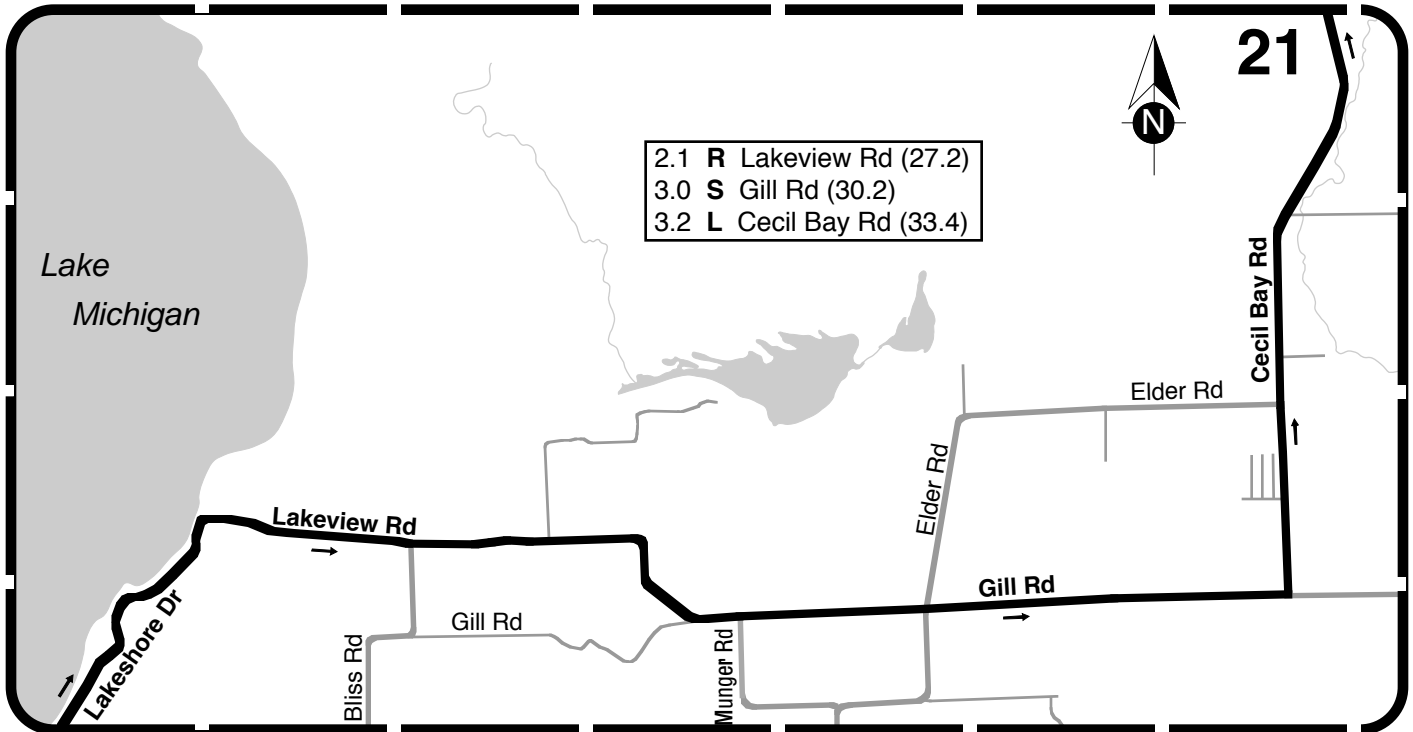 21
N
2.1 R Lakeview Rd (27.2)
3.0 S Gill Rd (30.2)
3.2 L Cecil Bay Rd (33.4)
Lake
Michigan
Cecil Bay Rd
Elder Rd
Elder Rd
Lakeview Rd
Gill Rd
Lakeshore Dr
Gill Rd
Bliss Rd
Munger Rd